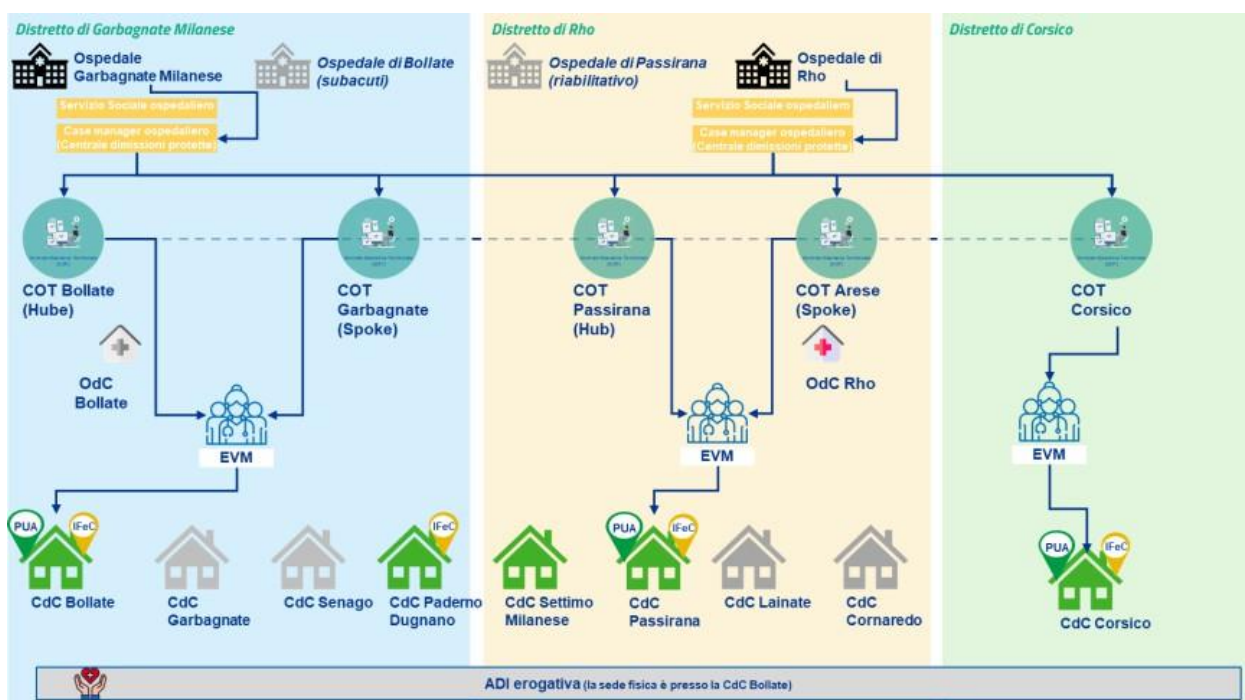 Distretto di Garbagnate Milanese
Distretto di Rho
Distretto di Corsico
Ospedale
Garbagnate Milanese
Ospedale di Bollate
(subacuti)
Ospedale di Passirana
(riabilitativo)
Ospedale di
Rho
Servizio Sociale ospedaliero
Case manager ospedaliero
(Centrale dimissioni protette)
Servizio Sociale ospedaliero
Case manager ospedaliero
(Centrale dimissioni protette)
COT Bollate
(Hube)
COT
Garbagnate
(Spoke)
COT
Passirana
(Hub)
COT Arese
(Spoke)
COT
Corsico
OdC
Bollate
OdC Rho
EVM
EVM
EVM
PUA
IFeC
IFeC
PUA
IFeC
PUA
IFeC
CdC Bollate
CdC
Garbagnate
CdC Senago
CdC Paderno
Dugnano
CdC Settimo
Milanese
CdC
Passirana
CdC Lainate
CdC
Cornaredo
CdC Corsico
ADI erogativa (la sede fisica è presso la CdC Bollate)